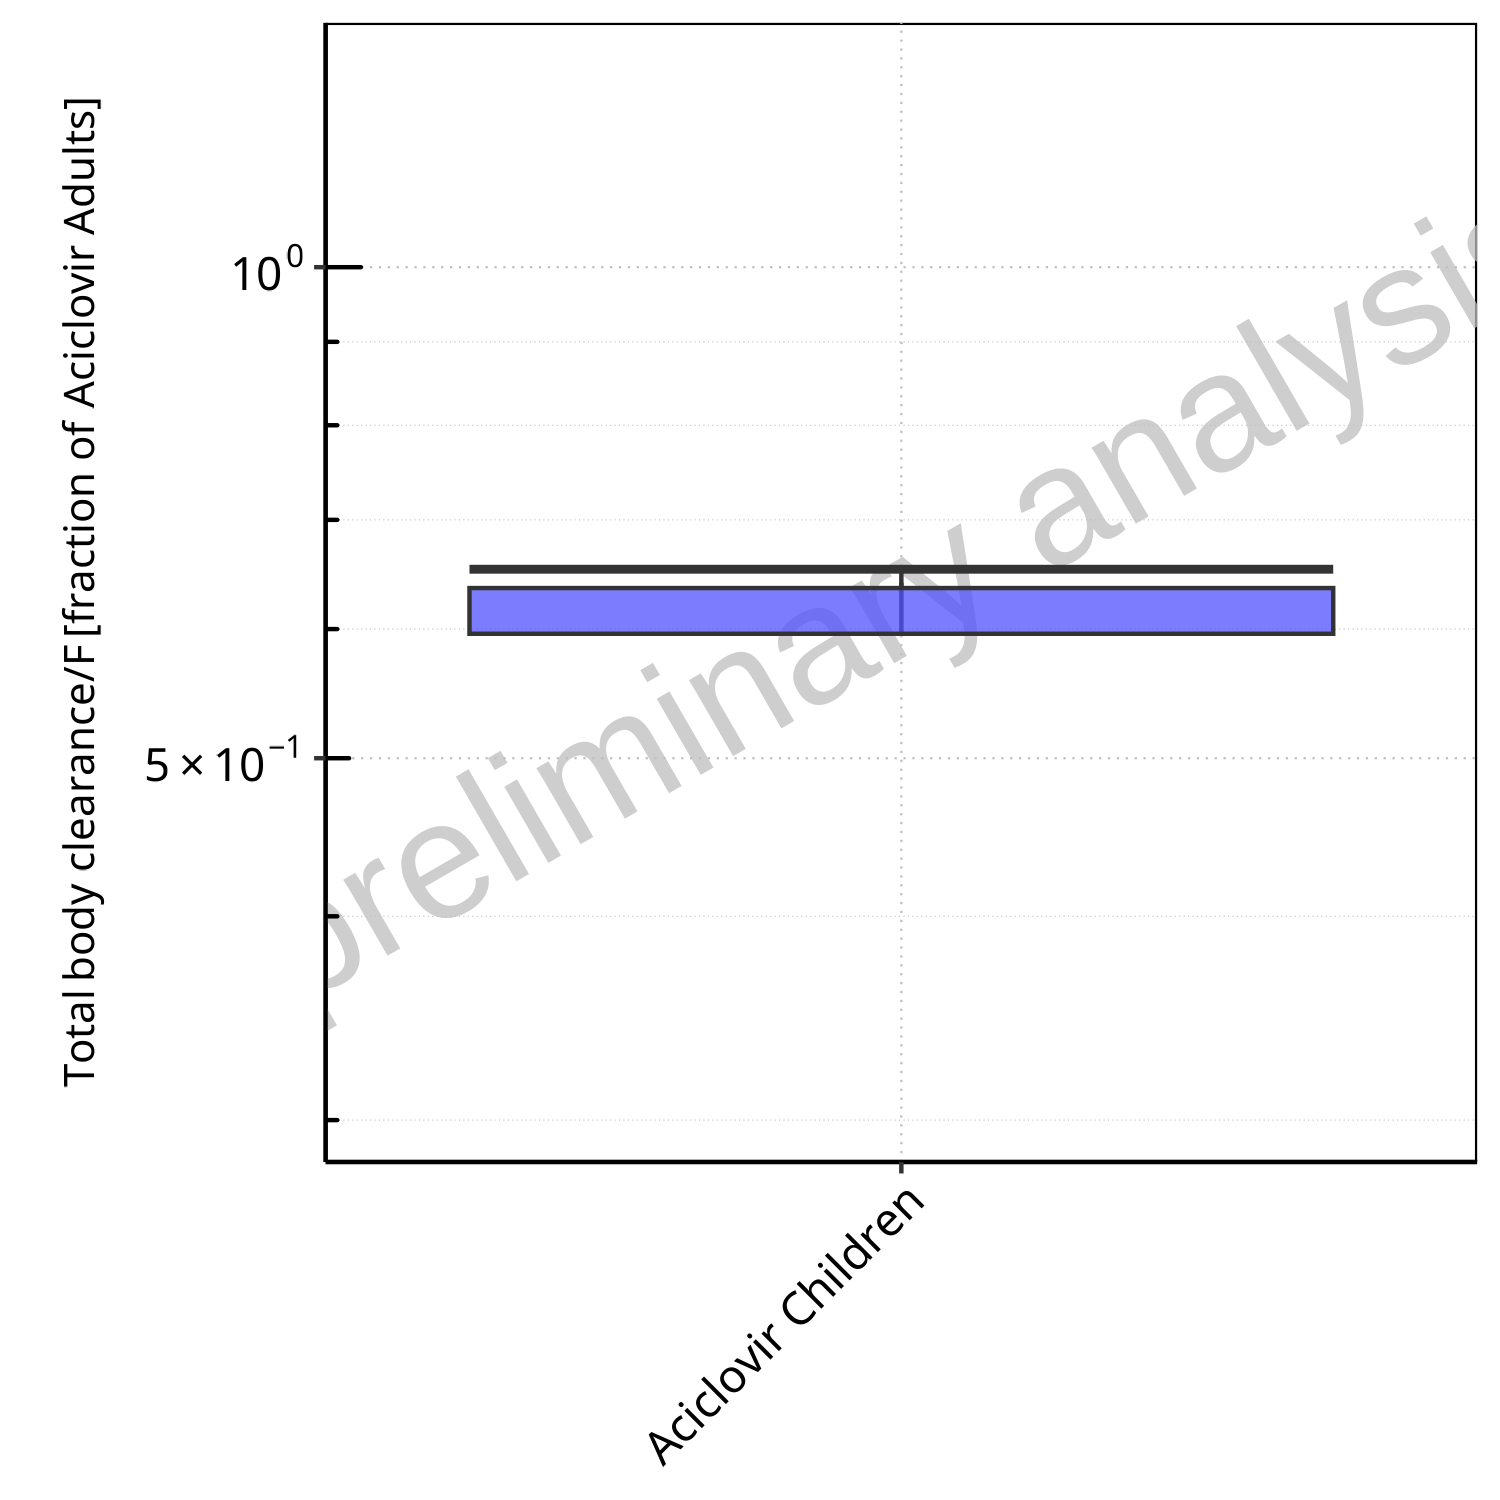 Total body clearance/F [fraction of Aciclovir Adults]
10⁰
5 × 10⁻¹
preliminary analysis
Aciclovir Children